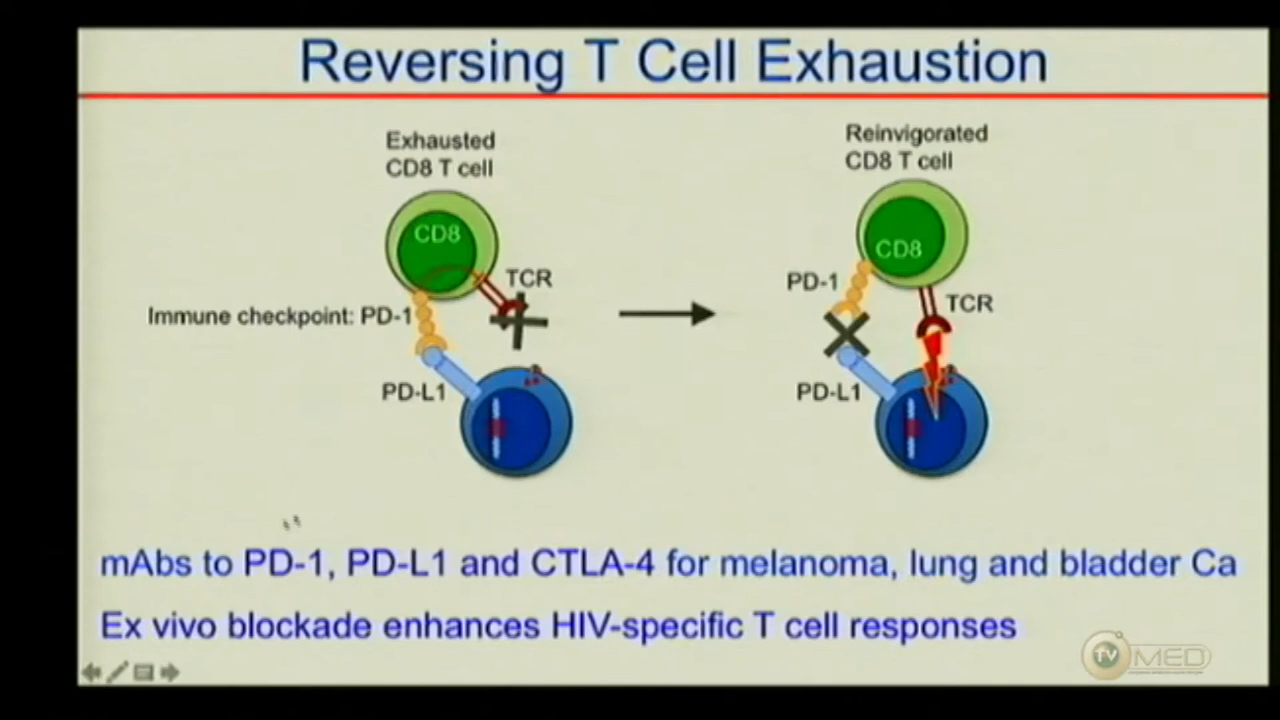 Reversing T Cell Exhaustion
Exhausted
CD8 T cell
CD8
TCR
Immune checkpoint: PD-1
PD-L1
Reinvigorated
CD8 T cell
CD8
PD-1
TCR
PD-L1
mAbs to PD-1, PD-L1 and CTLA-4 for melanoma, lung and bladder Ca
Ex vivo blockade enhances HIV-specific T cell responses
TV MED